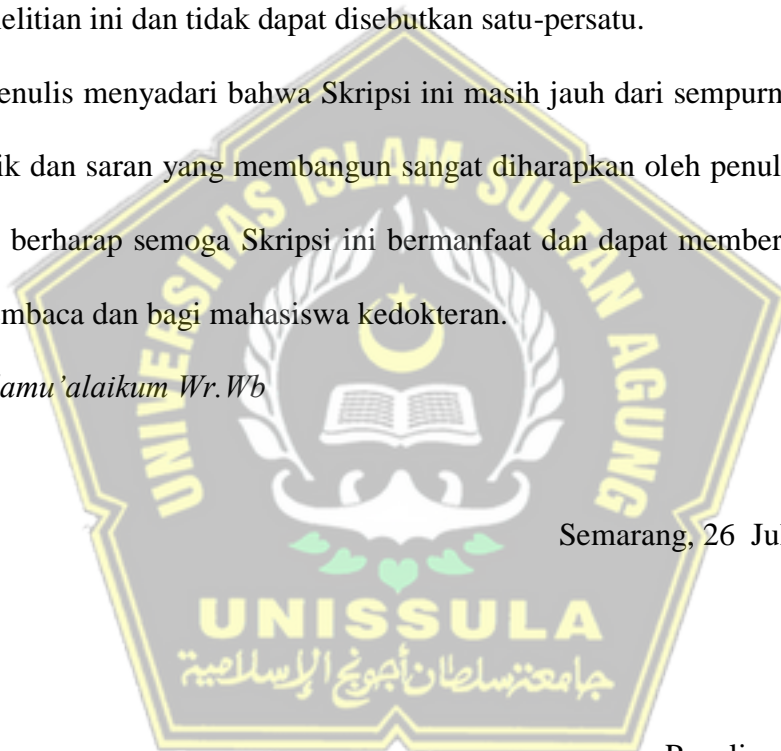 elitian ini dan tidak dapat disebutkan satu-persatu.
enulis menyadari bahwa Skripsi ini masih jauh dari sempurn
ik dan saran yang membangun sangat diharapkan oleh penul
berharap semoga Skripsi ini bermanfaat dan dapat member
mbaca dan bagi mahasiswa kedokteran.
amu’alaikum Wr.Wb
Semarang, 26 Ju
UNIVERSITAS ISLAM SULTAN AGUNG
UNISSULA
جامعتنسلطان أجونج الإسلامية